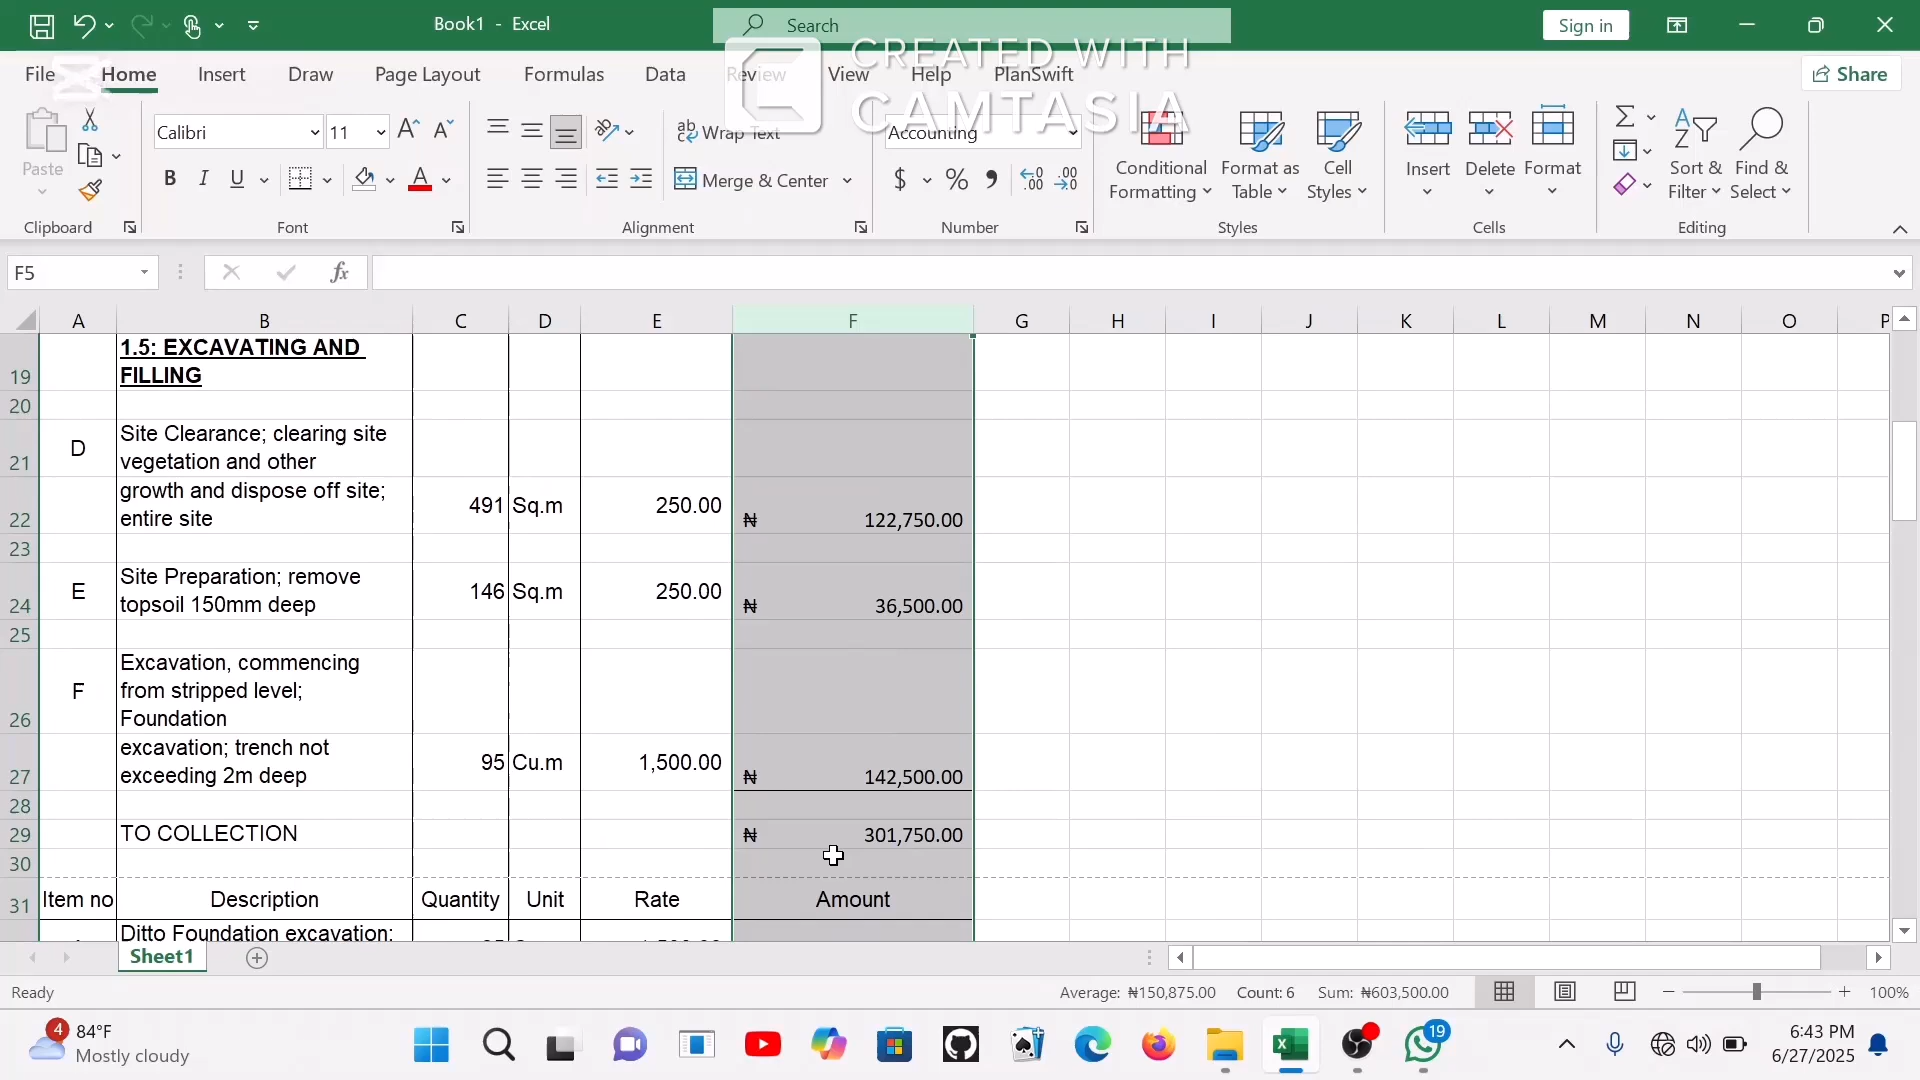 Book1 - Excel
Search
Sign in
CREATED WITH
CAMTASIA
File
Home
Insert
Draw
Page Layout
Formulas
Data
Review
View
Help
PlanSwift
Share
Paste
Calibri
11
B I U
ab Wrap Text
Merge & Center
Accounting
$ % 9
Conditional
Formatting
Format as
Table
Cell
Styles
Insert
Delete
Format
Sort &
Filter
Find &
Select
Clipboard
Font
Alignment
Number
Styles
Cells
Editing
F5
fx
A B C D E F G H I J K L M N O P
19 1.5: EXCAVATING AND
FILLING
20
21 D Site Clearance; clearing site
vegetation and other
22 growth and dispose off site;
entire site 491 Sq.m 250.00 ₦ 122,750.00
23
24 E Site Preparation; remove
topsoil 150mm deep 146 Sq.m 250.00 ₦ 36,500.00
25
26 F Excavation, commencing
from stripped level;
Foundation
27 excavation; trench not
exceeding 2m deep 95 Cu.m 1,500.00 ₦ 142,500.00
28
29 TO COLLECTION ₦ 301,750.00
30
31 Item no Description Quantity Unit Rate Amount
Ditto Foundation excavation;
Sheet1
Ready
Average: ₦150,875.00 Count: 6 Sum: ₦603,500.00
100%
4
84°F
Mostly cloudy
19
6:43 PM
6/27/2025